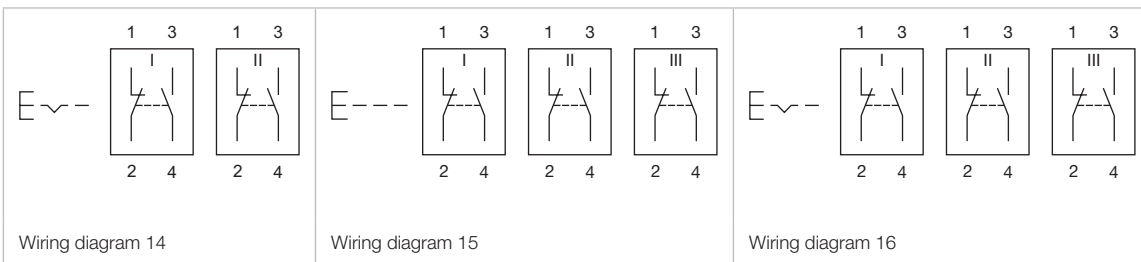 1 3 1 3 1 3 1 3 1 3 1 3 1 3 1 3
I II I II III I II III
2 4 2 4 2 4 2 4 2 4 2 4 2 4 2 4
Wiring diagram 14 Wiring diagram 15 Wiring diagram 16